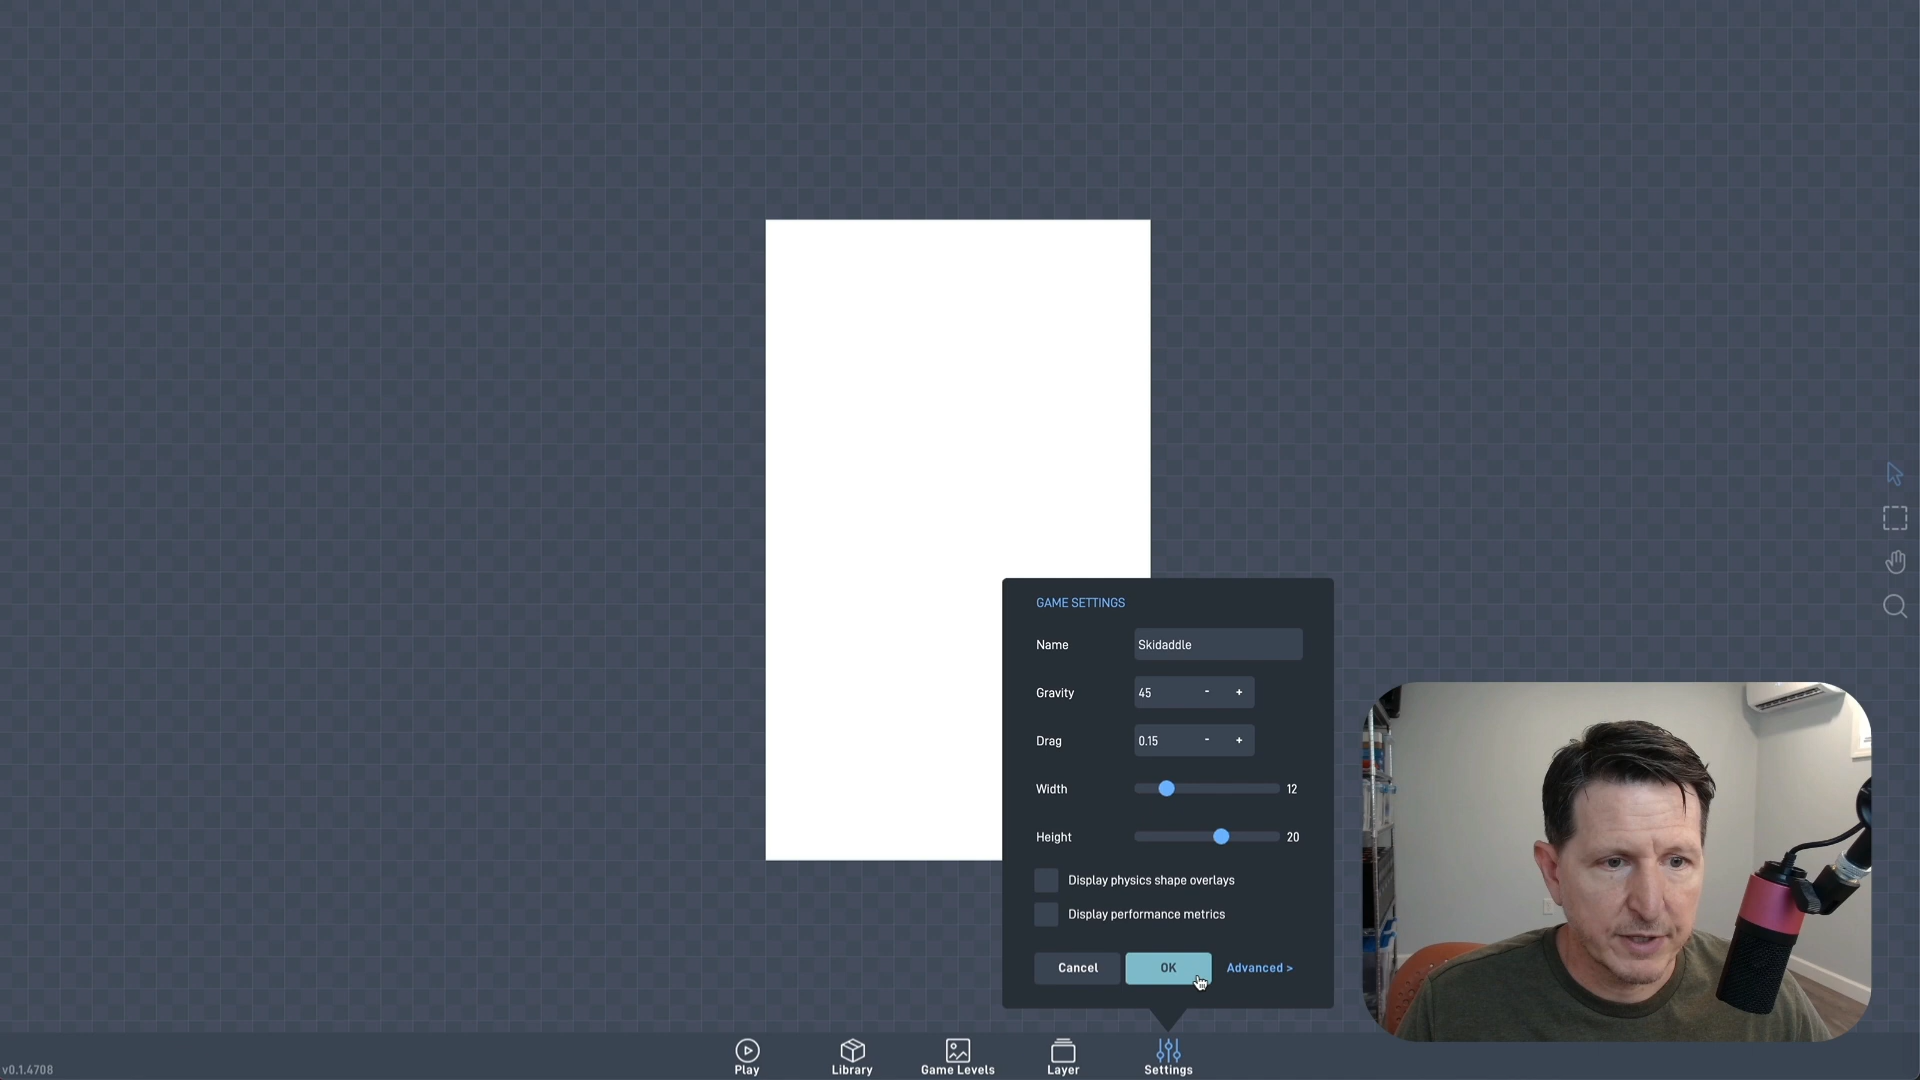 GAME SETTINGS
Name Skidaddle
Gravity 45 - +
Drag 0.15 - +
Width 12
Height 20
Display physics shape overlays
Display performance metrics
Cancel OK Advanced >
v0.1.4708
Play Library Game Levels Layer Settings